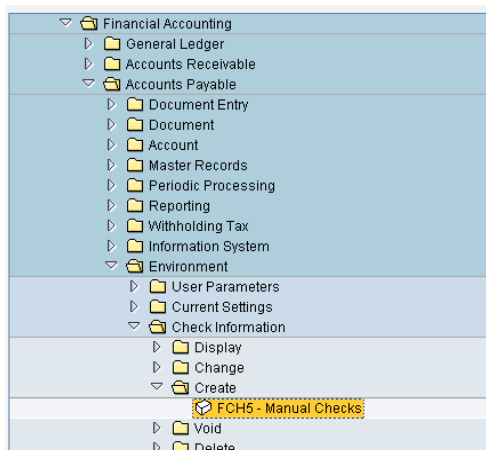 Financial Accounting
General Ledger
Accounts Receivable
Accounts Payable
Document Entry
Document
Account
Master Records
Periodic Processing
Reporting
Withholding Tax
Information System
Environment
User Parameters
Current Settings
Check Information
Display
Change
Create
FCH5 - Manual Checks
Void
Delete